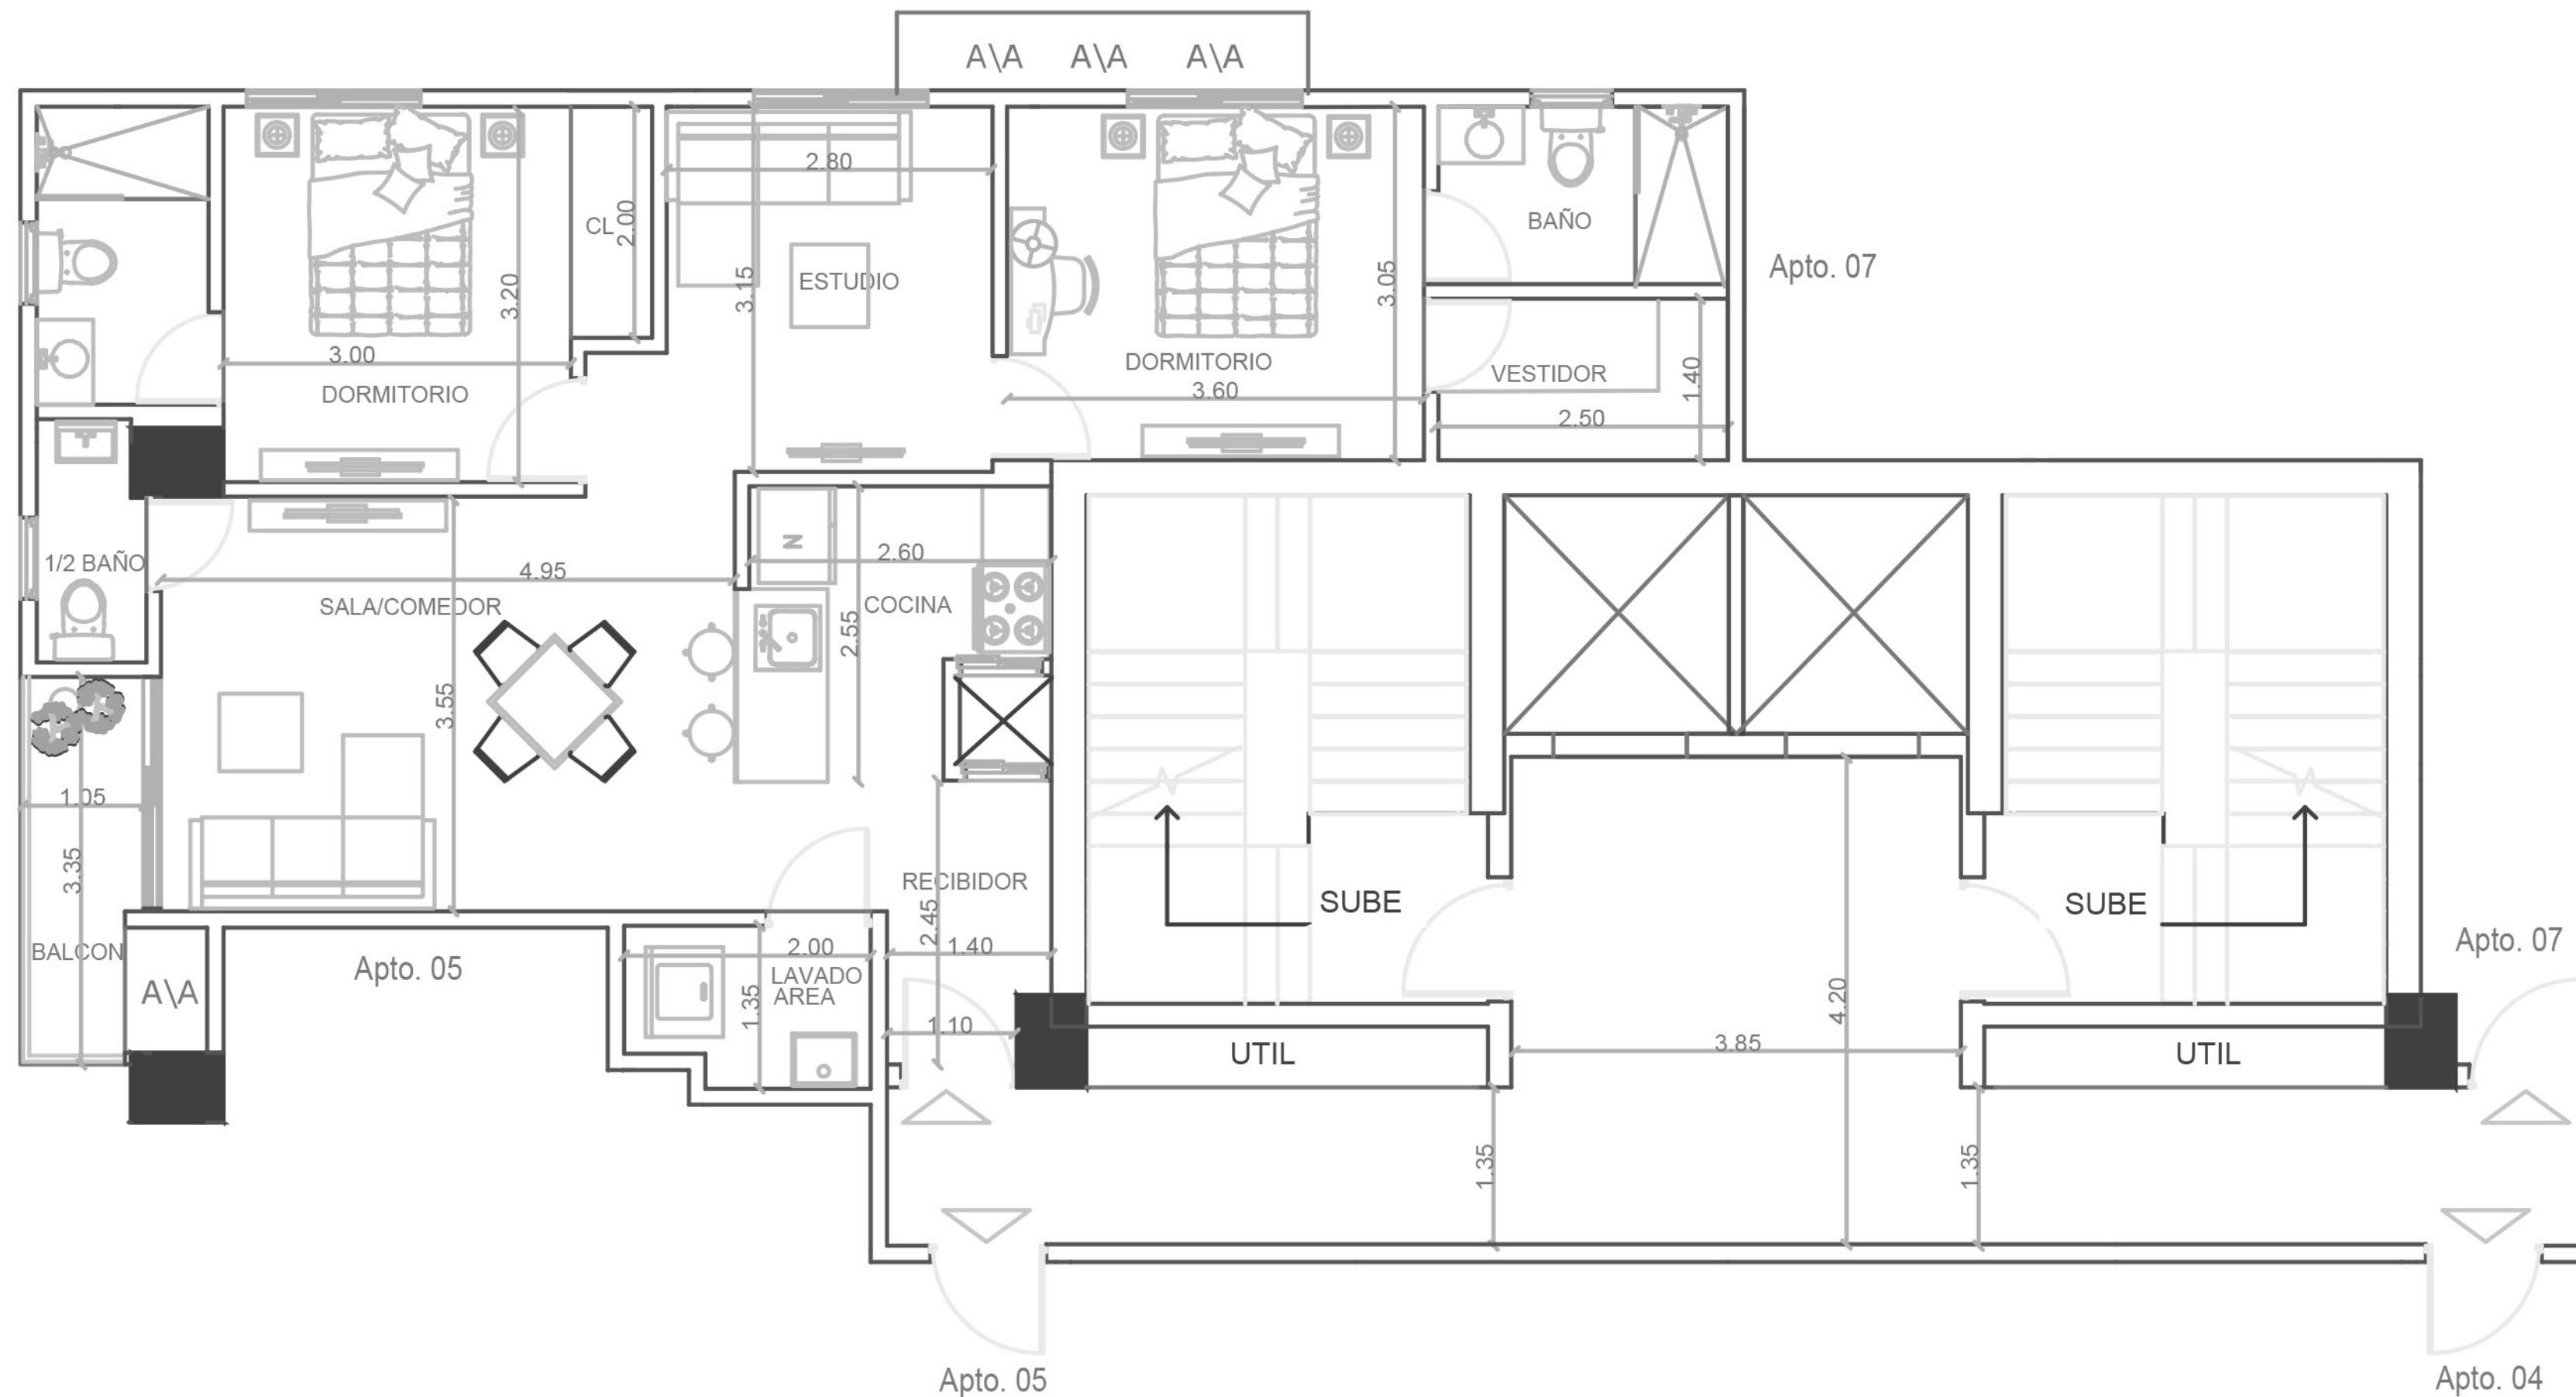 A\A A\A A\A
2.80
CL
2.00
BAÑO
Apto. 07
3.20
3.15
ESTUDIO
3.05
3.00
DORMITORIO
DORMITORIO
3.60
VESTIDOR
1.40
2.50
1/2 BAÑO
4.95
2.60
N
SALA/COMEDOR
COCINA
2.55
3.55
1.05
3.35
RECIBIDOR
2.45
SUBE
SUBE
BALCON
A\A
Apto. 05
2.00
LAVADO
AREA
1.35
1.40
1.10
UTIL
3.85
4.20
UTIL
Apto. 07
1.35
1.35
Apto. 05
Apto. 04